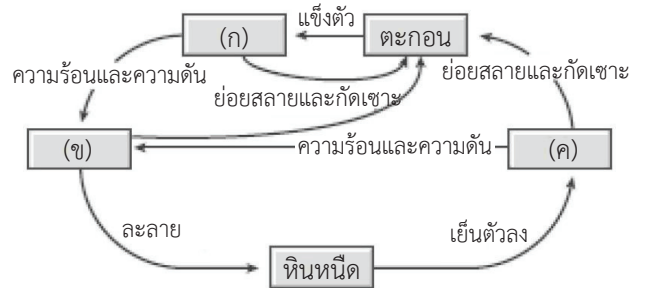 แข็งตัว
(ก)
ตะกอน
ความร้อนและความดัน
ย่อยสลายและกัดเซาะ
ย่อยสลายและกัดเซาะ
(ข)
ความร้อนและความดัน
(ค)
ละลาย
เย็นตัวลง
หินหนืด